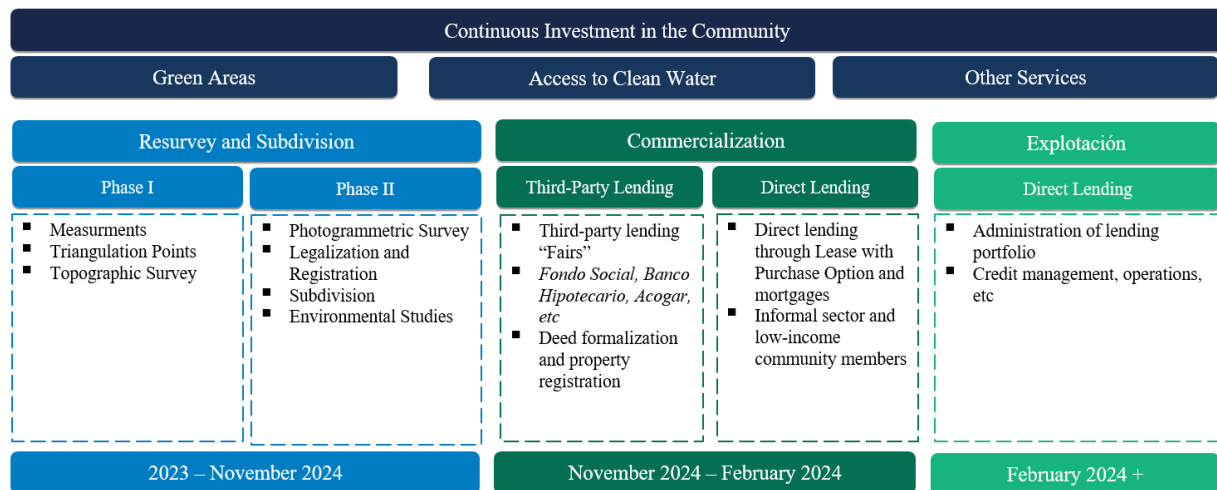 Continuous Investment in the Community
Green Areas
Access to Clean Water
Other Services
Resurvey and Subdivision
Phase I
Phase II
▪ Measurments
▪ Triangulation Points
▪ Topographic Survey
▪ Photogrammetric Survey
▪ Legalization and
Registration
▪ Subdivision
▪ Environmental Studies
2023 – November 2024
Commercialization
Third-Party Lending
Direct Lending
▪ Third-party lending
“Fairs”
▪ Fondo Social, Banco
Hipotecario, Acogar,
etc
▪ Deed formalization
and property
registration
▪ Direct lending
through Lease with
Purchase Option and
mortgages
▪ Informal sector and
low-income
community members
November 2024 – February 2024
Explotación
Direct Lending
▪ Administration of lending
portfolio
▪ Credit management, operations,
etc
February 2024 +